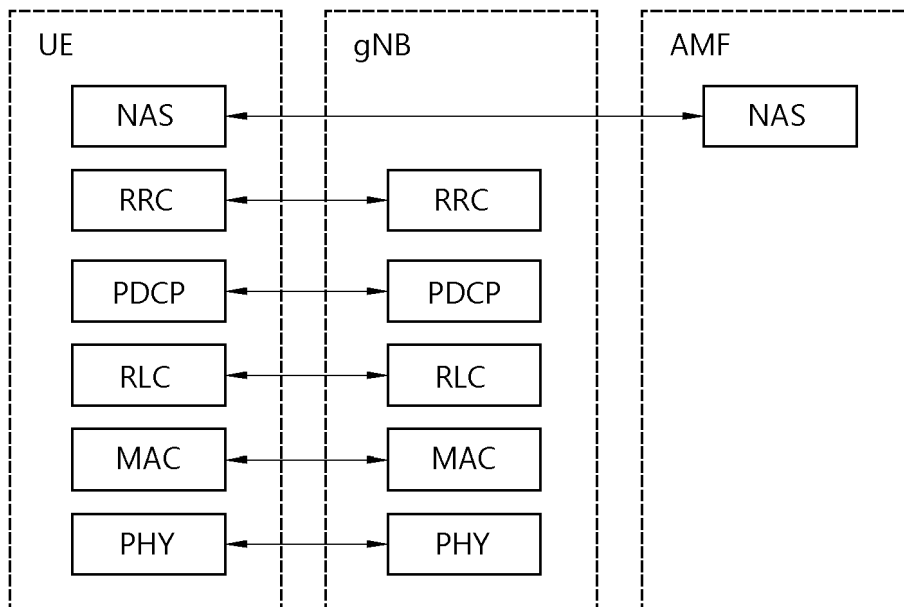 UE gNB AMF
NAS NAS
RRC RRC
PDCP PDCP
RLC RLC
MAC MAC
PHY PHY